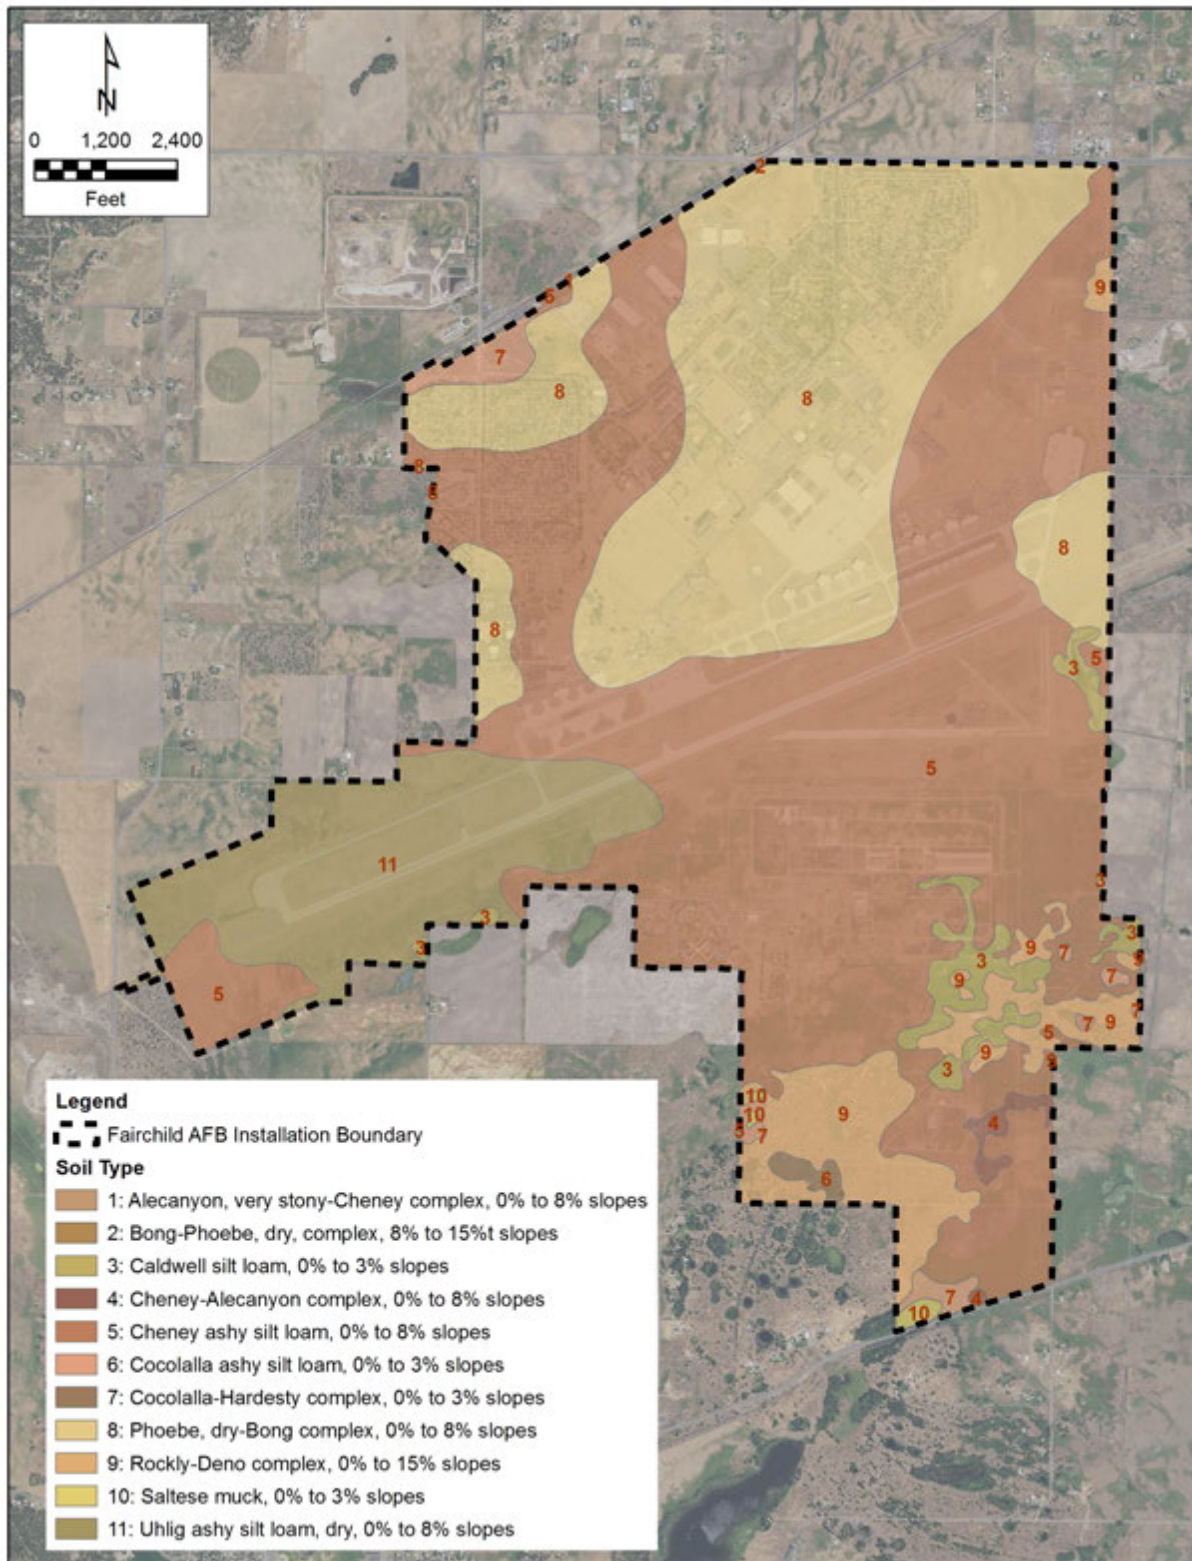 N
0 1,200 2,400
Feet
2
9
1
6
7
8
8
8
6
8
8
3
5
5
11
3
3
3
5
9
7
3
3
9
9
7
7
9
5
7
9
3
9
10
10
5
7
9
4
6
7
4
10
Legend
Fairchild AFB Installation Boundary
Soil Type
1: Alecanyon, very stony-Cheney complex, 0% to 8% slopes
2: Bong-Phoebe, dry, complex, 8% to 15%t slopes
3: Caldwell silt loam, 0% to 3% slopes
4: Cheney-Alecanyon complex, 0% to 8% slopes
5: Cheney ashy silt loam, 0% to 8% slopes
6: Cocolalla ashy silt loam, 0% to 3% slopes
7: Cocolalla-Hardesty complex, 0% to 3% slopes
8: Phoebe, dry-Bong complex, 0% to 8% slopes
9: Rockly-Deno complex, 0% to 15% slopes
10: Saltese muck, 0% to 3% slopes
11: Uhlig ashy silt loam, dry, 0% to 8% slopes